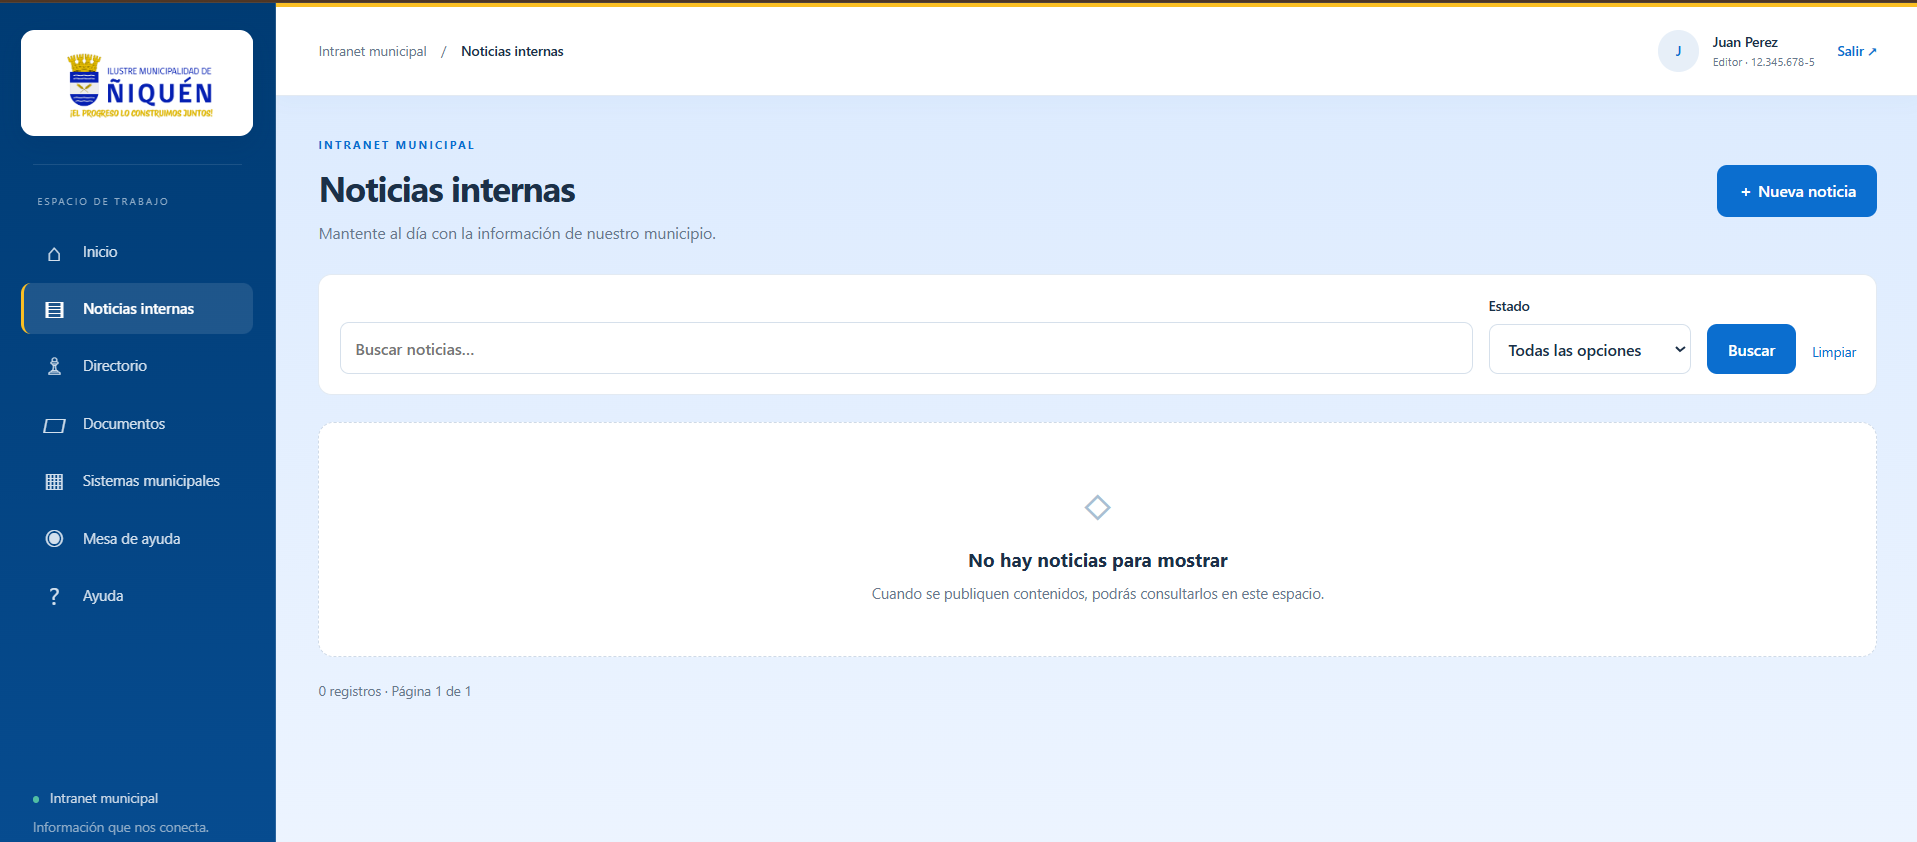 ILUSTRE MUNICIPALIDAD DE
ÑIQUÉN
¡EL PROGRESO LO CONSTRUIMOS JUNTOS!
ESPACIO DE TRABAJO
Inicio
Noticias internas
Directorio
Documentos
Sistemas municipales
Mesa de ayuda
? Ayuda
Intranet municipal
Información que nos conecta.
Intranet municipal / Noticias internas
J
Juan Perez
Editor · 12.345.678-5
Salir ↗
INTRANET MUNICIPAL
Noticias internas
Mantente al día con la información de nuestro municipio.
+ Nueva noticia
Buscar noticias...
Estado
Todas las opciones
Buscar
Limpiar
No hay noticias para mostrar
Cuando se publiquen contenidos, podrás consultarlos en este espacio.
0 registros · Página 1 de 1